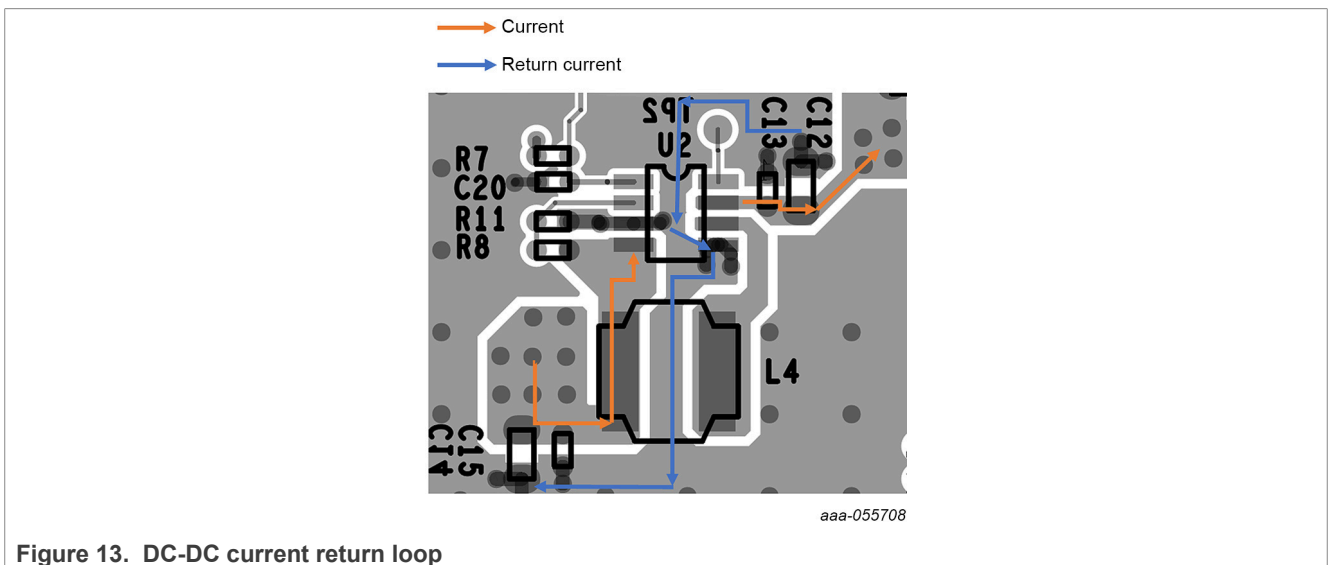 Current
Return current
TP2
C13
C12
U2
R7
C20
R11
R8
L4
C14
C15
aaa-055708
Figure 13. DC-DC current return loop